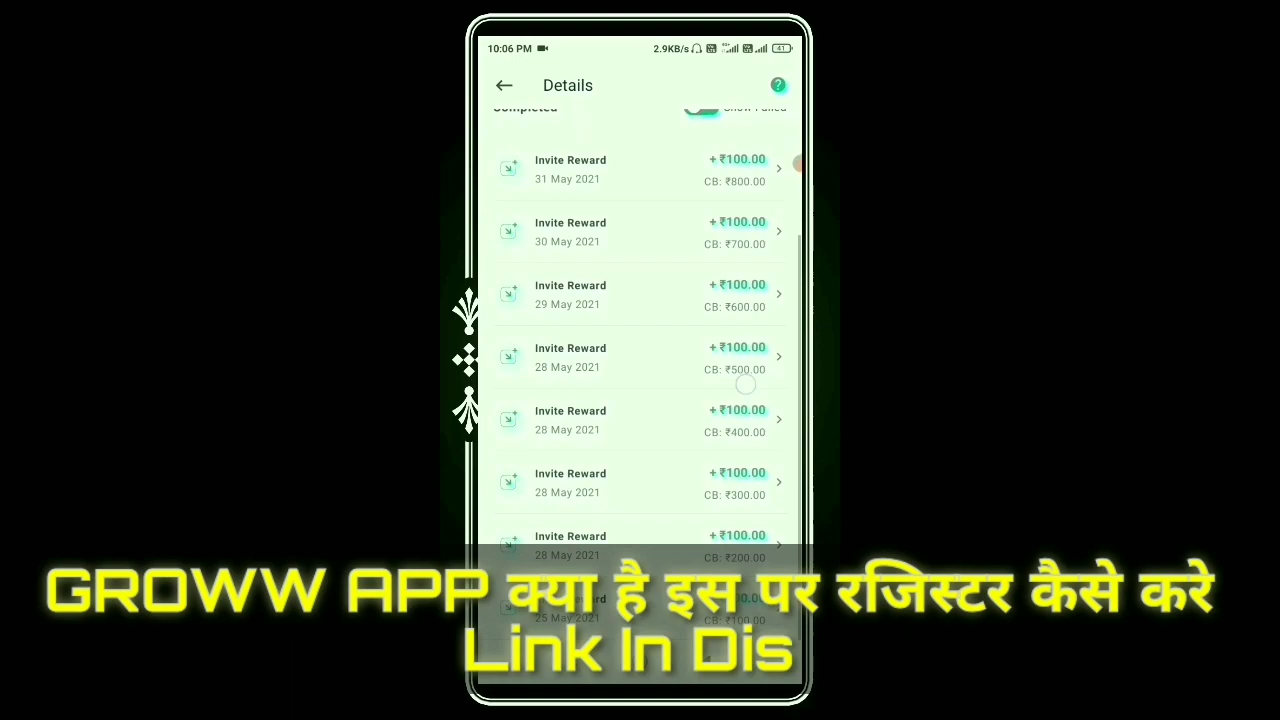 10:06 PM 2.9KB/s 41
Details
Completed Show Failed
Invite Reward + ₹100.00
31 May 2021 CB: ₹800.00
Invite Reward + ₹100.00
30 May 2021 CB: ₹700.00
Invite Reward + ₹100.00
29 May 2021 CB: ₹600.00
Invite Reward + ₹100.00
28 May 2021 CB: ₹500.00
Invite Reward + ₹100.00
28 May 2021 CB: ₹400.00
Invite Reward + ₹100.00
28 May 2021 CB: ₹300.00
Invite Reward + ₹100.00
28 May 2021 CB: ₹200.00
GROWW APP क्या है इस पर रजिस्टर कैसे करे
25 May 2021 CB: ₹100.00
Link In Dis